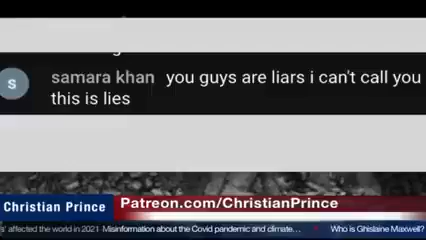 S
samara khan you guys are liars i can't call you
this is lies
Christian Prince
Patreon.com/ChristianPrince
affected the world in 2021 Misinformation about the Covid pandemic and climate… Who is Ghislaine Maxwell?